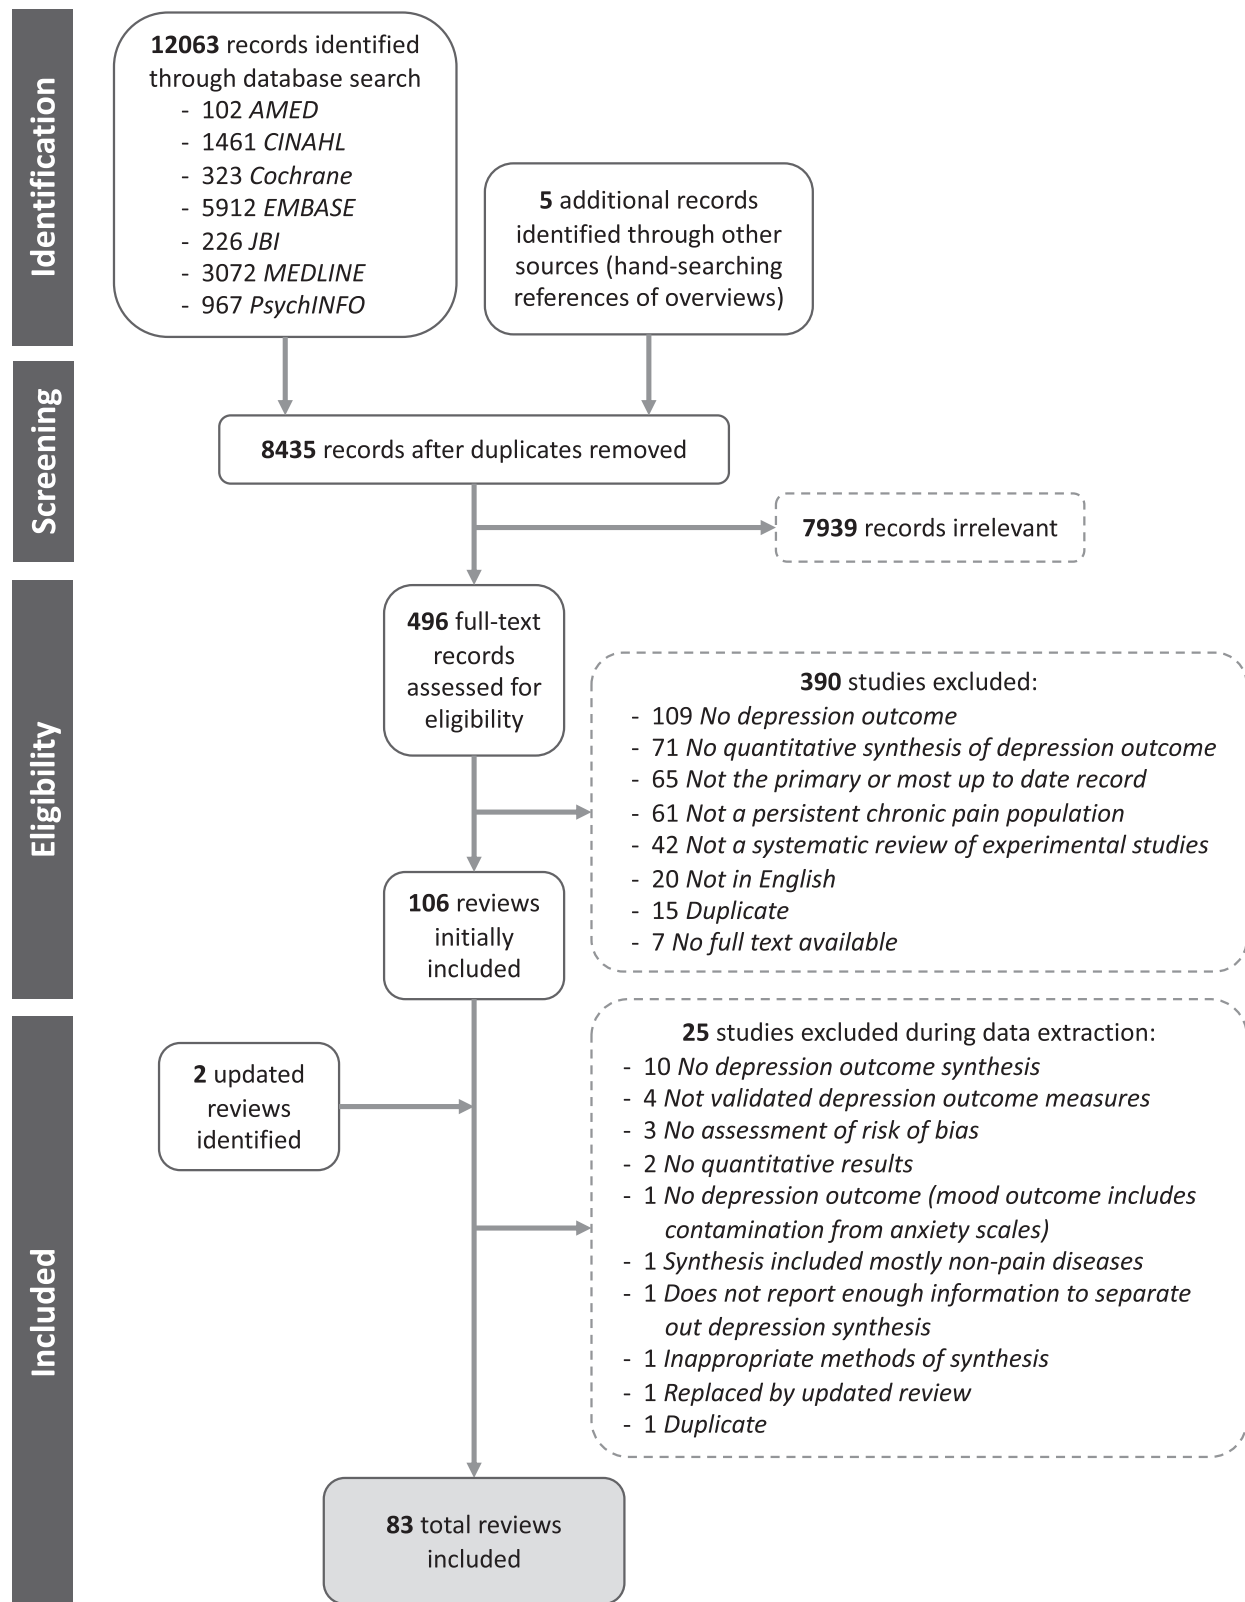 Identification
12063 records identified
through database search
- 102 AMED
- 1461 CINAHL
- 323 Cochrane
- 5912 EMBASE
- 226 JBI
- 3072 MEDLINE
- 967 PsychINFO
5 additional records
identified through other
sources (hand-searching
references of overviews)
Screening
8435 records after duplicates removed
7939 records irrelevant
Eligibility
496 full-text
records
assessed for
eligibility
390 studies excluded:
- 109 No depression outcome
- 71 No quantitative synthesis of depression outcome
- 65 Not the primary or most up to date record
- 61 Not a persistent chronic pain population
- 42 Not a systematic review of experimental studies
- 20 Not in English
- 15 Duplicate
- 7 No full text available
106 reviews
initially
included
Included
2 updated
reviews
identified
25 studies excluded during data extraction:
- 10 No depression outcome synthesis
- 4 Not validated depression outcome measures
- 3 No assessment of risk of bias
- 2 No quantitative results
- 1 No depression outcome (mood outcome includes
contamination from anxiety scales)
- 1 Synthesis included mostly non-pain diseases
- 1 Does not report enough information to separate
out depression synthesis
- 1 Inappropriate methods of synthesis
- 1 Replaced by updated review
- 1 Duplicate
83 total reviews
included